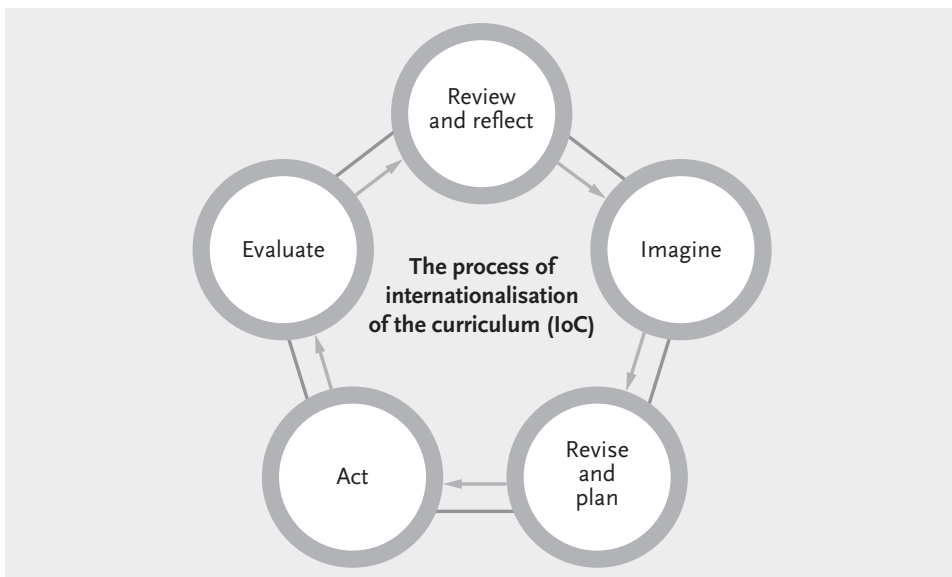 Review
and reflect
Evaluate
Imagine
The process of
internationalisation
of the curriculum (IoC)
Act
Revise
and
plan